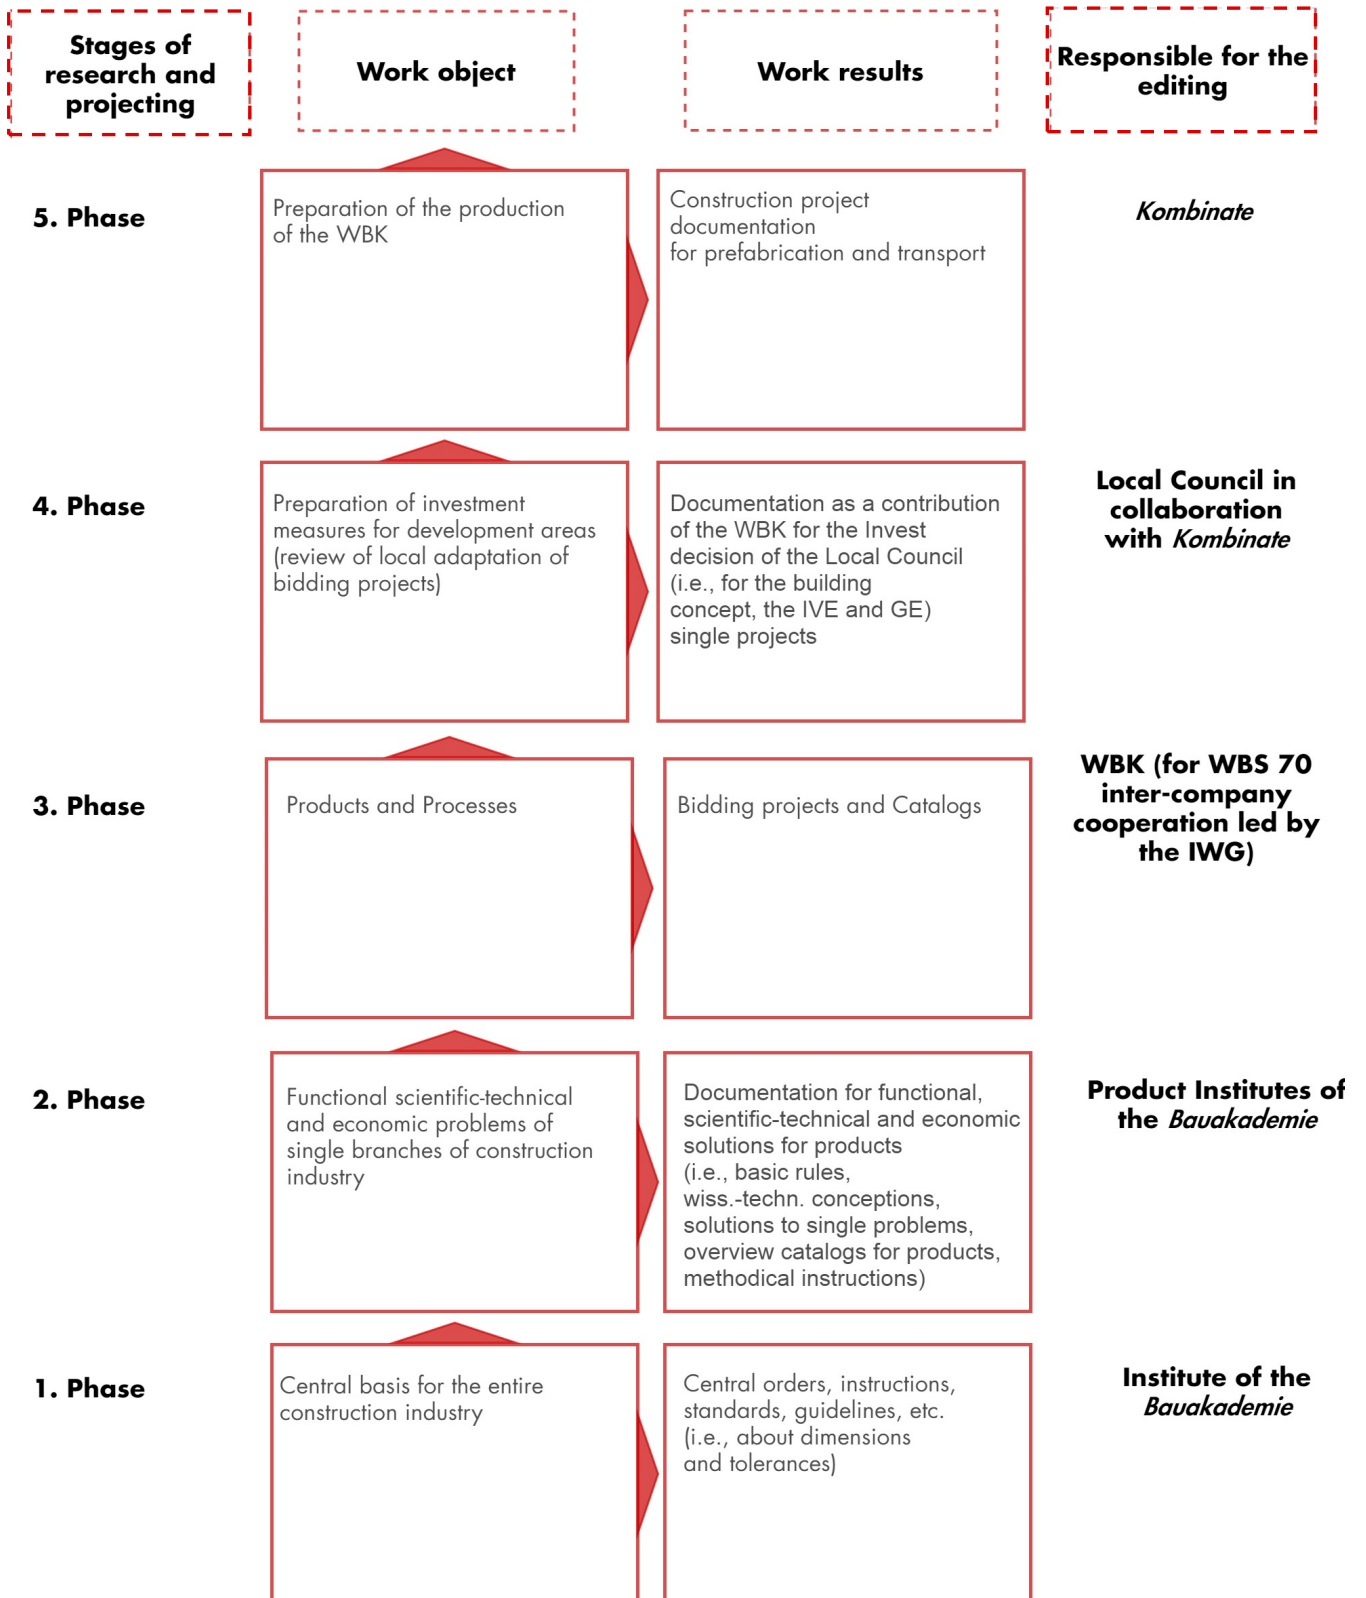 Stages of
research and
projecting
Work object
Work results
Responsible for the
editing
5. Phase
Preparation of the production
of the WBK
Construction project
documentation
for prefabrication and transport
Kombinate
4. Phase
Preparation of investment
measures for development areas
(review of local adaptation of
bidding projects)
Documentation as a contribution
of the WBK for the Invest
decision of the Local Council
(i.e., for the building
concept, the IVE and GE)
single projects
Local Council in
collaboration
with Kombinate
3. Phase
Products and Processes
Bidding projects and Catalogs
WBK (for WBS 70
inter-company
cooperation led by
the IWG)
2. Phase
Functional scientific-technical
and economic problems of
single branches of construction
industry
Documentation for functional,
scientific-technical and economic
solutions for products
(i.e., basic rules,
wiss.-techn. conceptions,
solutions to single problems,
overview catalogs for products,
methodical instructions)
Product Institutes of
the Bauakademie
1. Phase
Central basis for the entire
construction industry
Central orders, instructions,
standards, guidelines, etc.
(i.e., about dimensions
and tolerances)
Institute of the
Bauakademie